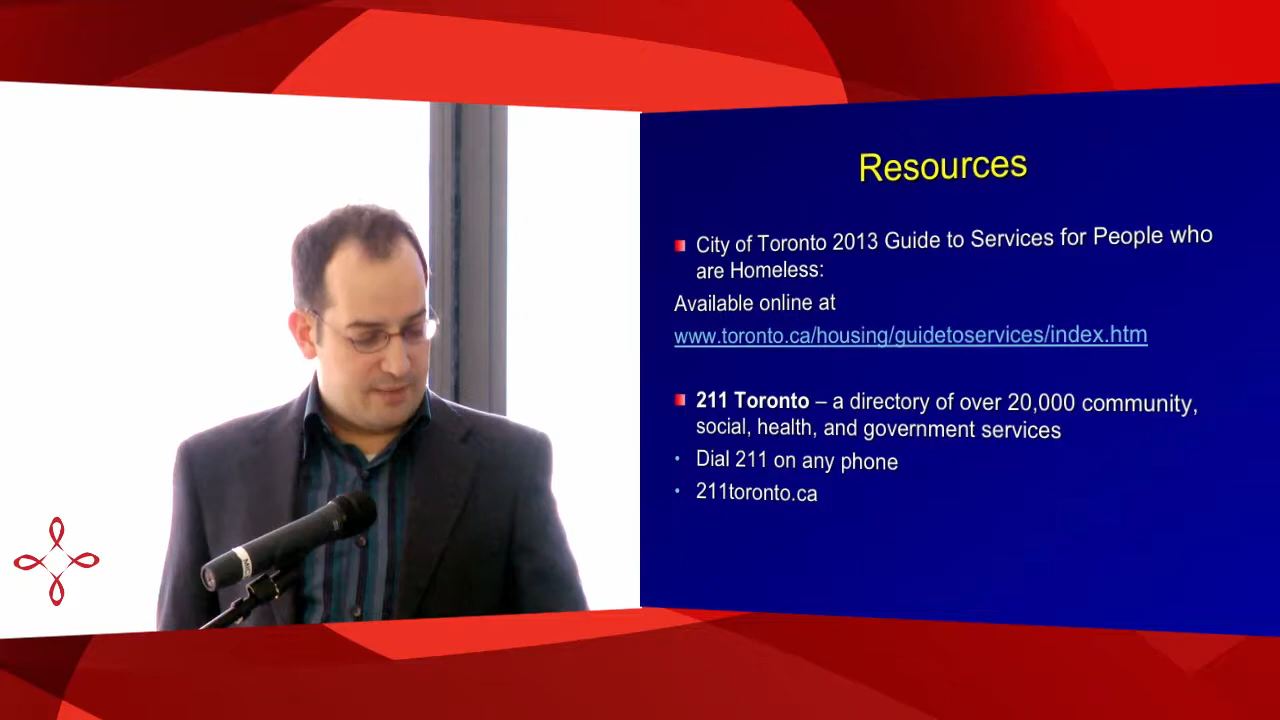 Resources
City of Toronto 2013 Guide to Services for People who
are Homeless:
Available online at
www.toronto.ca/housing/guidetoservices/index.htm
211 Toronto – a directory of over 20,000 community,
social, health, and government services
Dial 211 on any phone
211toronto.ca